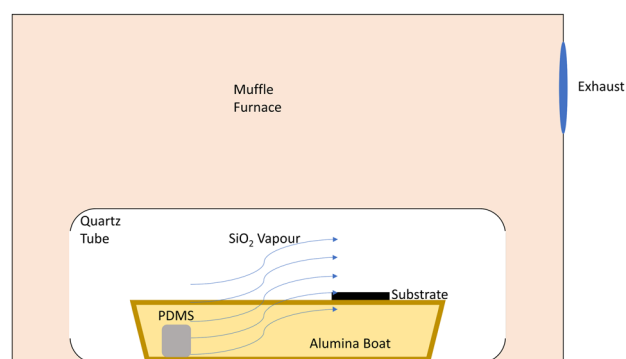 Muffle
Furnace
Exhaust
Quartz
Tube
SiO₂ Vapour
Substrate
PDMS
Alumina Boat